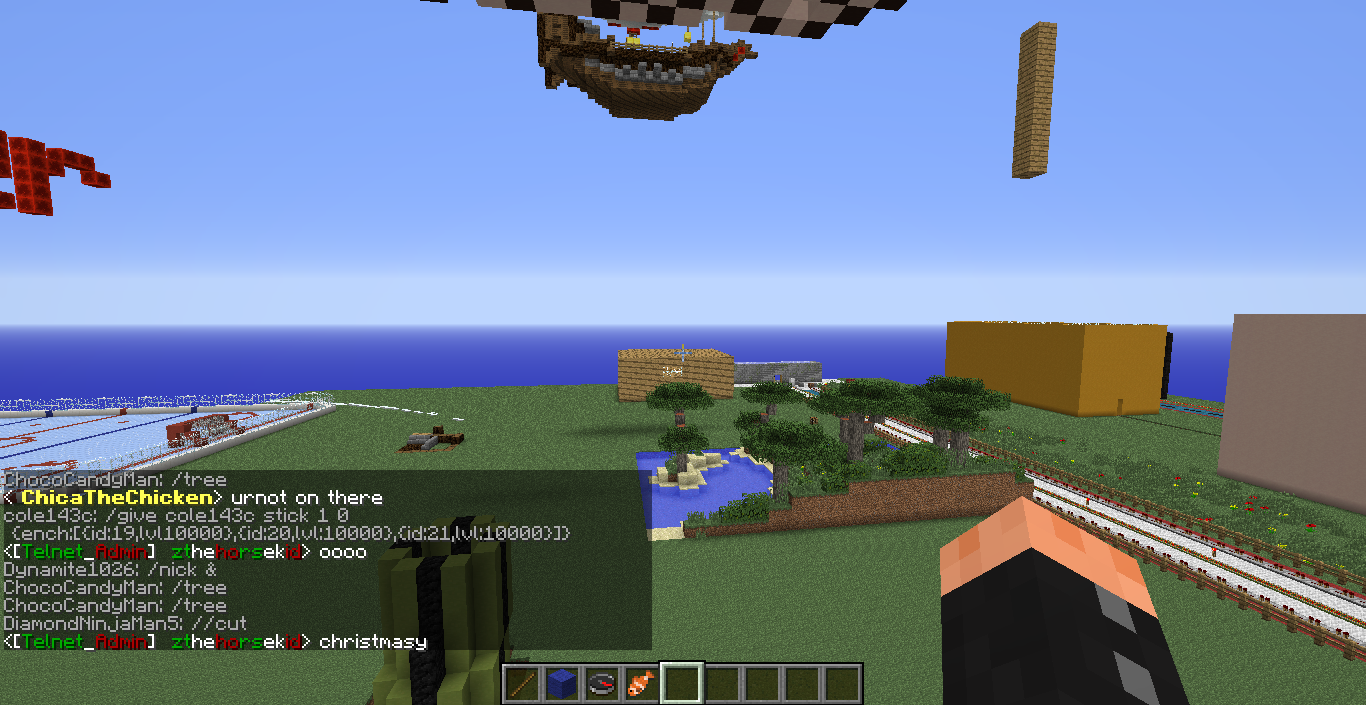 ChocoCandyMan: /tree
< ChicaTheChicken> urnot on there
cole143c: /give cole143c stick 1 0
{ench:[{id:19,lvl:10000},{id:20,lvl:10000},{id:21,lvl:10000}]}
<[Telnet_Admin] zthehorsekid> oooo
Dynamite1026: /nick &
ChocoCandyMan: /tree
ChocoCandyMan: /tree
DiamondNinjaMan5: //cut
<[Telnet_Admin] zthehorsekid> christmasy